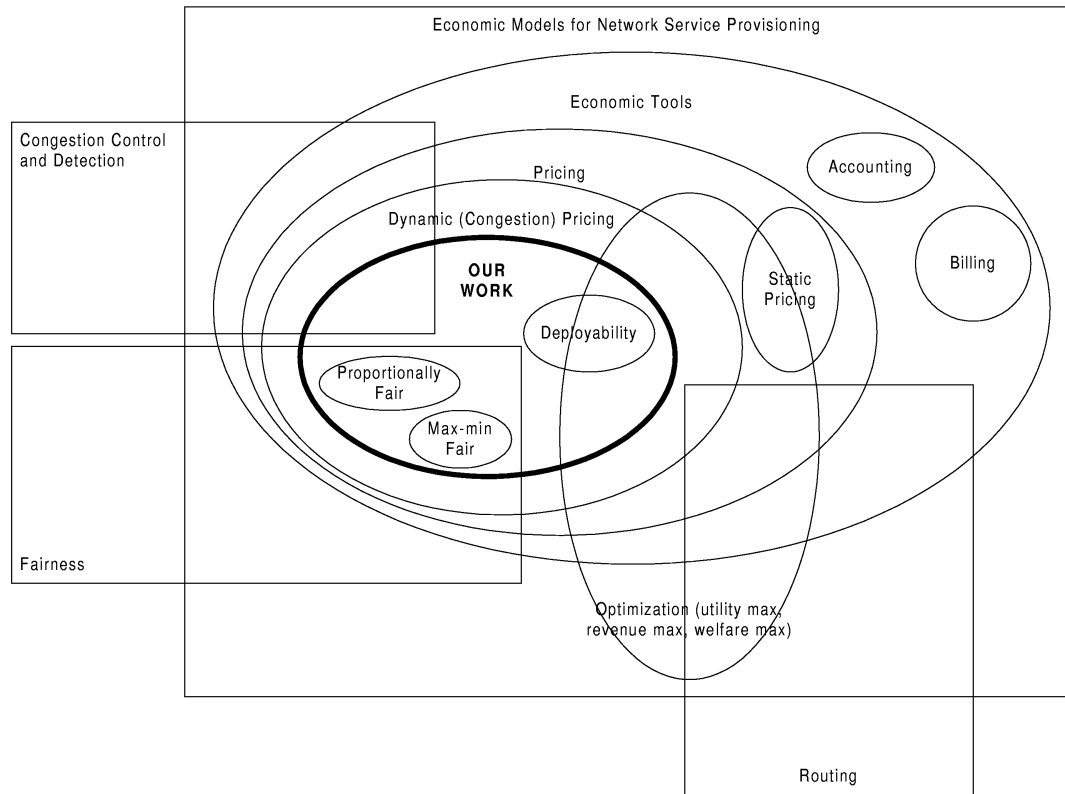 Economic Models for Network Service Provisioning
Economic Tools
Congestion Control
and Detection
Accounting
Pricing
Dynamic (Congestion) Pricing
OUR
WORK
Static
Pricing
Billing
Deployability
Proportionally
Fair
Max-min
Fair
Fairness
Optimization (utility max,
revenue max, welfare max)
Routing